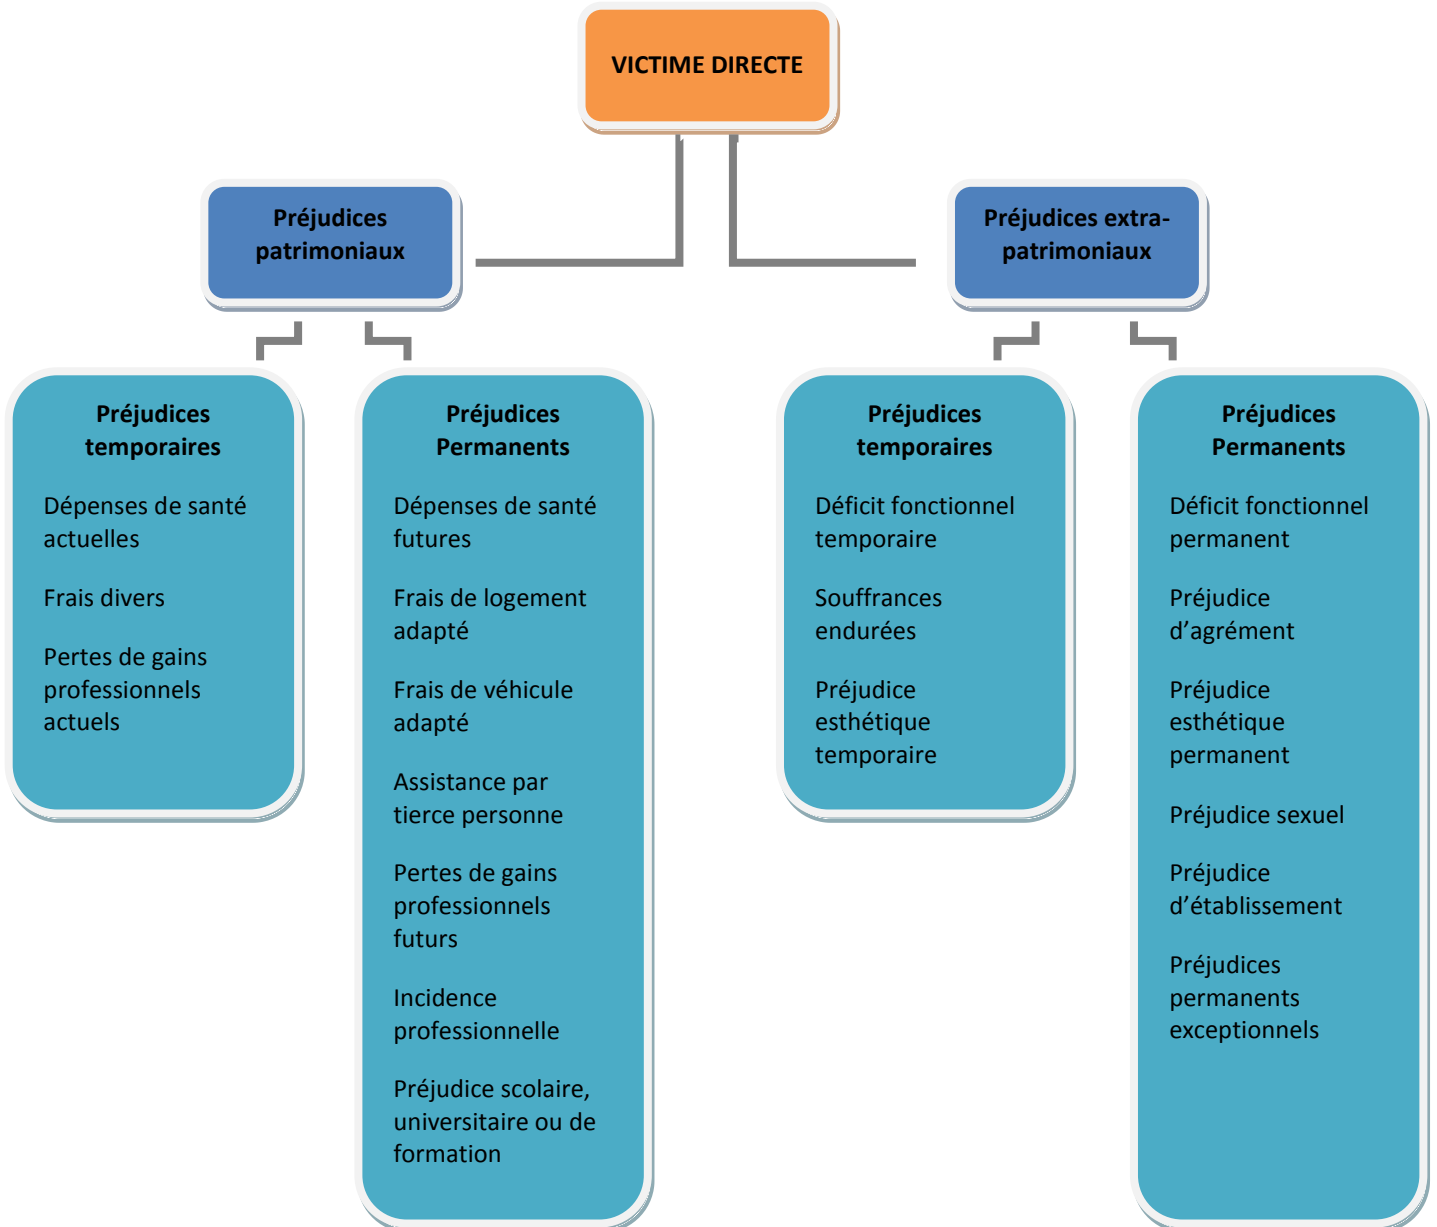 VICTIME DIRECTE
Préjudices
patrimoniaux
Préjudices extra-
patrimoniaux
Préjudices
temporaires
Dépenses de santé
actuelles
Frais divers
Pertes de gains
professionnels
actuels
Préjudices
Permanents
Dépenses de santé
futures
Frais de logement
adapté
Frais de véhicule
adapté
Assistance par
tierce personne
Pertes de gains
professionnels
futurs
Incidence
professionnelle
Préjudice scolaire,
universitaire ou de
formation
Préjudices
temporaires
Déficit fonctionnel
temporaire
Souffrances
endurées
Préjudice
esthétique
temporaire
Préjudices
Permanents
Déficit fonctionnel
permanent
Préjudice
d’agrément
Préjudice
esthétique
permanent
Préjudice sexuel
Préjudice
d’établissement
Préjudices
permanents
exceptionnels